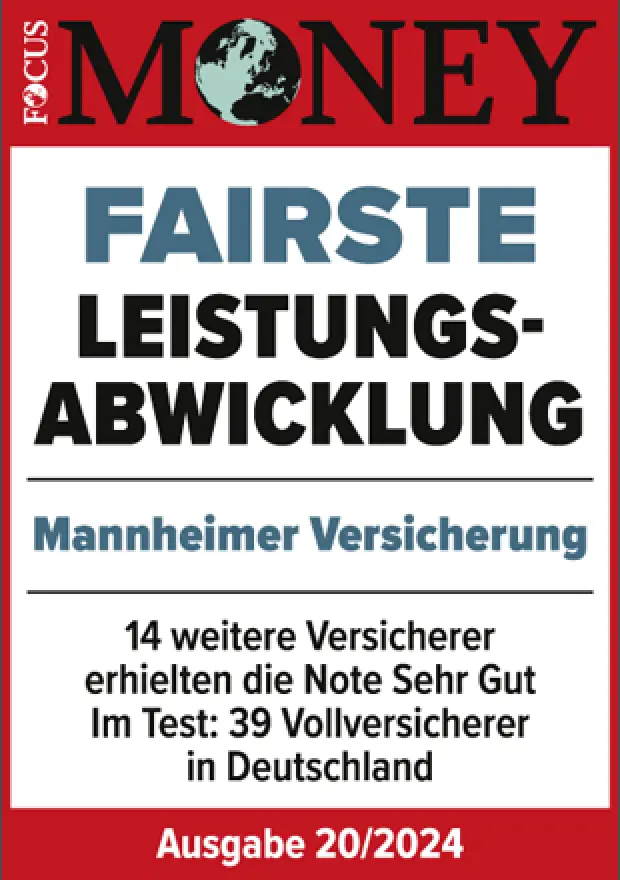 FOCUS MONEY
FAIRSTE
LEISTUNGS-
ABWICKLUNG
Mannheimer Versicherung
14 weitere Versicherer
erhielten die Note Sehr Gut
Im Test: 39 Vollversicherer
in Deutschland
Ausgabe 20/2024